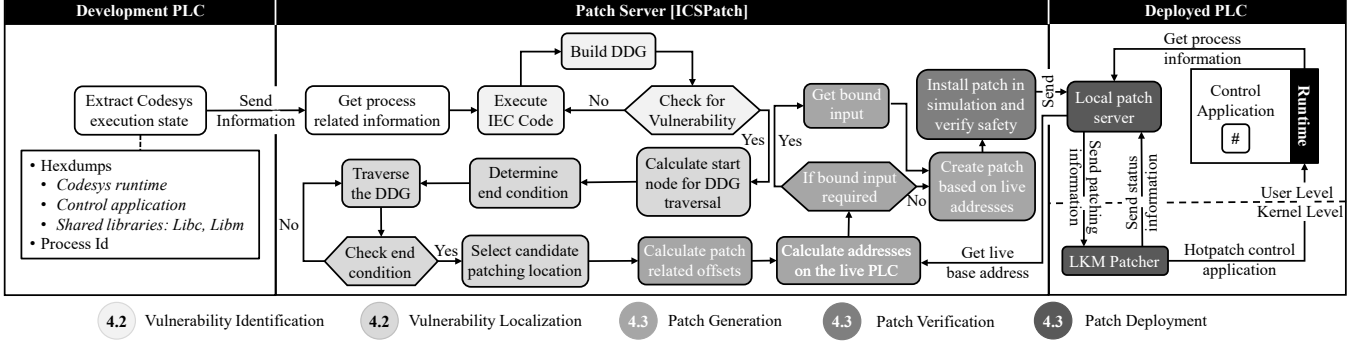 Development PLC
Patch Server [ICSPatch]
Deployed PLC
Extract Codesys
execution state
Send
Information
• Hexdumps
• Codesys runtime
• Control application
• Shared libraries: Libc, Libm
• Process Id
Get process
related information
Execute
IEC Code
Build DDG
Check for
Vulnerability
No
Yes
Calculate start
node for DDG
traversal
Determine
end condition
Traverse
the DDG
No
Check end
condition
Yes
Select candidate
patching location
Calculate patch
related offsets
Calculate addresses
on the live PLC
If bound input
required
Yes
No
Get bound
input
Create patch
based on live
addresses
Install patch in
simulation and
verify safety
Send
Get live
base address
Local patch
server
Get process
information
Control
Application
#
Runtime
Send patching
information
Send status
information
User Level
Kernel Level
LKM Patcher
Hotpatch control
application
4.2 Vulnerability Identification
4.2 Vulnerability Localization
4.3 Patch Generation
4.3 Patch Verification
4.3 Patch Deployment